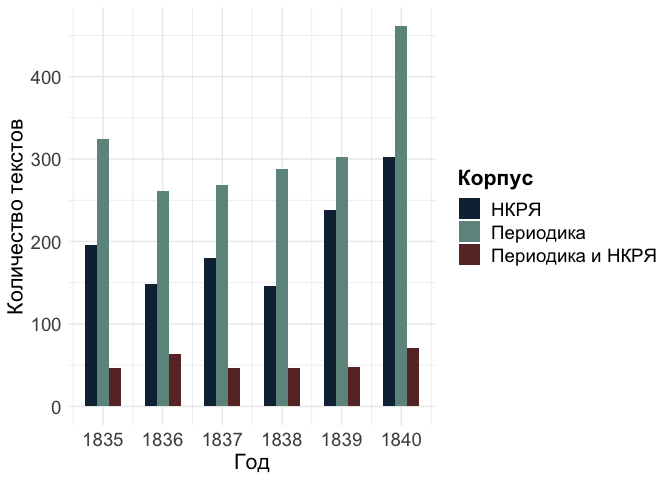 Количество текстов
400
300
200
100
0
1835 1836 1837 1838 1839 1840
Год
Корпус
НКРЯ
Периодика
Периодика и НКРЯ